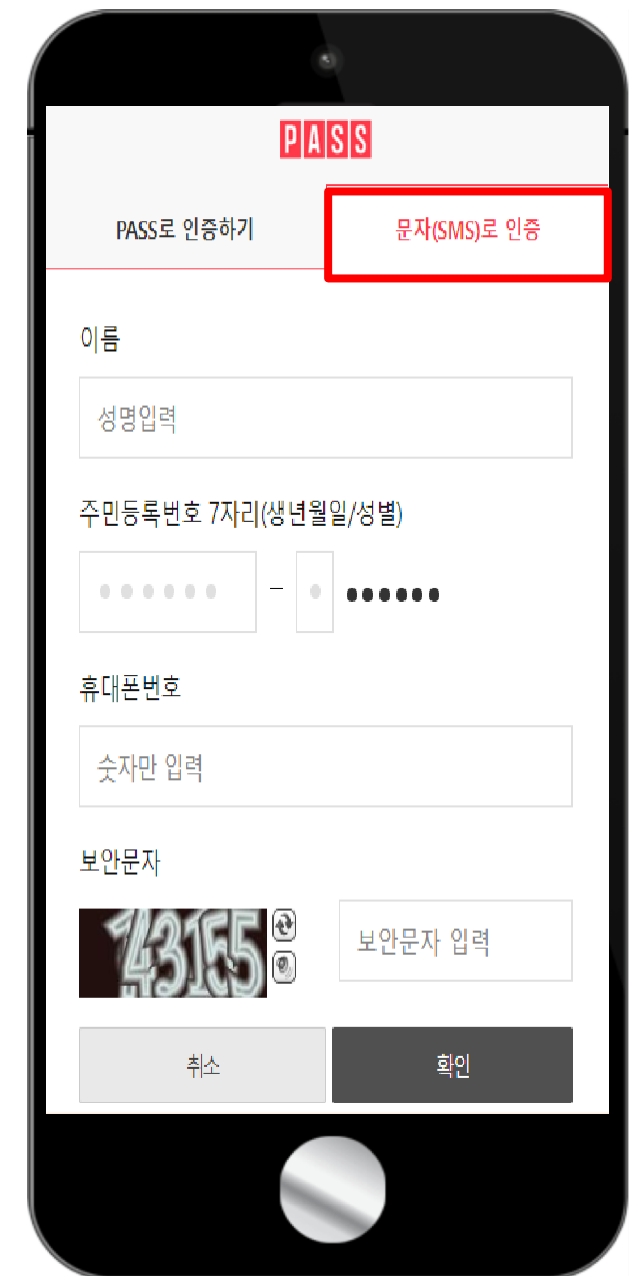 PASS
PASS로 인증하기
문자(SMS)로 인증
이름
성명입력
주민등록번호 7자리(생년월일/성별)
–
휴대폰번호
숫자만 입력
보안문자
743155
보안문자 입력
취소
확인